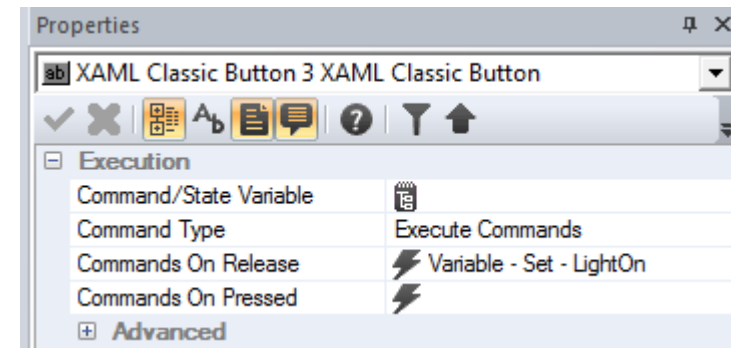 Properties
XAML Classic Button 3 XAML Classic Button
Execution
Command/State Variable
Command Type Execute Commands
Commands On Release Variable - Set - LightOn
Commands On Pressed
Advanced